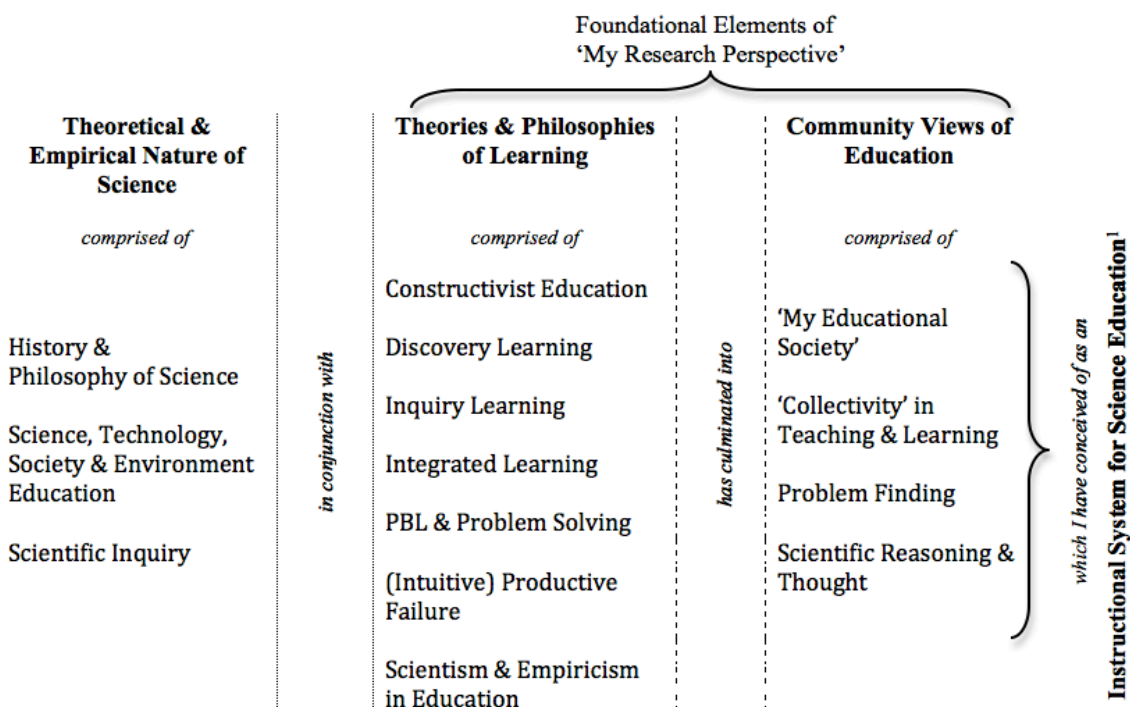 Foundational Elements of
‘My Research Perspective’
Theoretical &
Empirical Nature of
Science
comprised of
History &
Philosophy of Science
Science, Technology,
Society & Environment
Education
Scientific Inquiry
in conjunction with
Theories & Philosophies
of Learning
comprised of
Constructivist Education
Discovery Learning
Inquiry Learning
Integrated Learning
PBL & Problem Solving
(Intuitive) Productive
Failure
Scientism & Empiricism
in Education
has culminated into
Community Views of
Education
comprised of
‘My Educational
Society’
‘Collectivity’ in
Teaching & Learning
Problem Finding
Scientific Reasoning &
Thought
which I have conceived of as an
Instructional System for Science Education¹